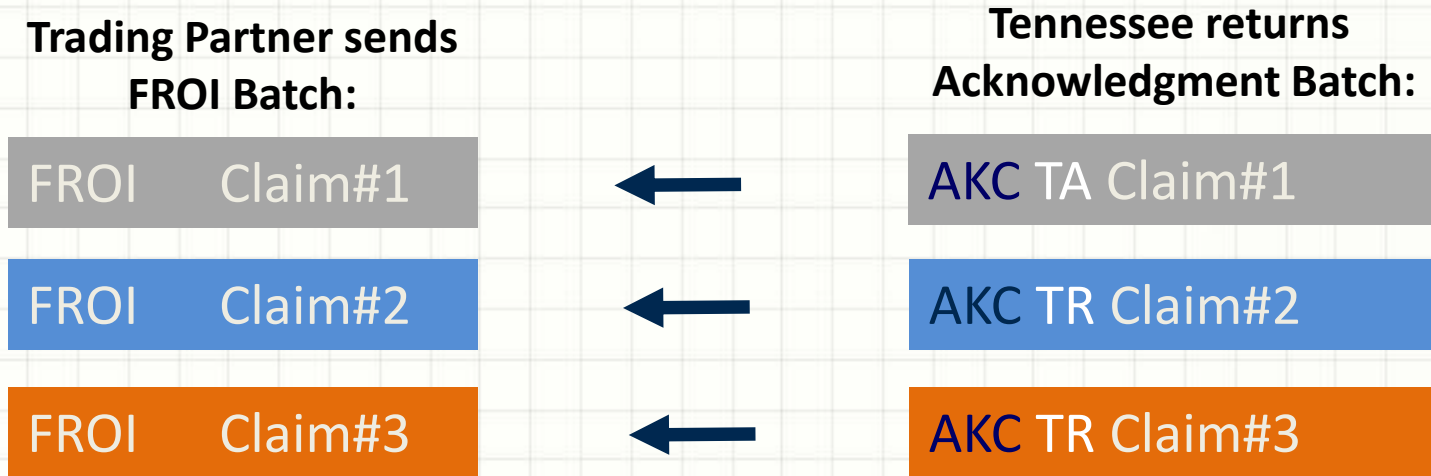 Trading Partner sends
FROI Batch:
Tennessee returns
Acknowledgment Batch:
FROI Claim#1
AKC TA Claim#1
FROI Claim#2
AKC TR Claim#2
FROI Claim#3
AKC TR Claim#3